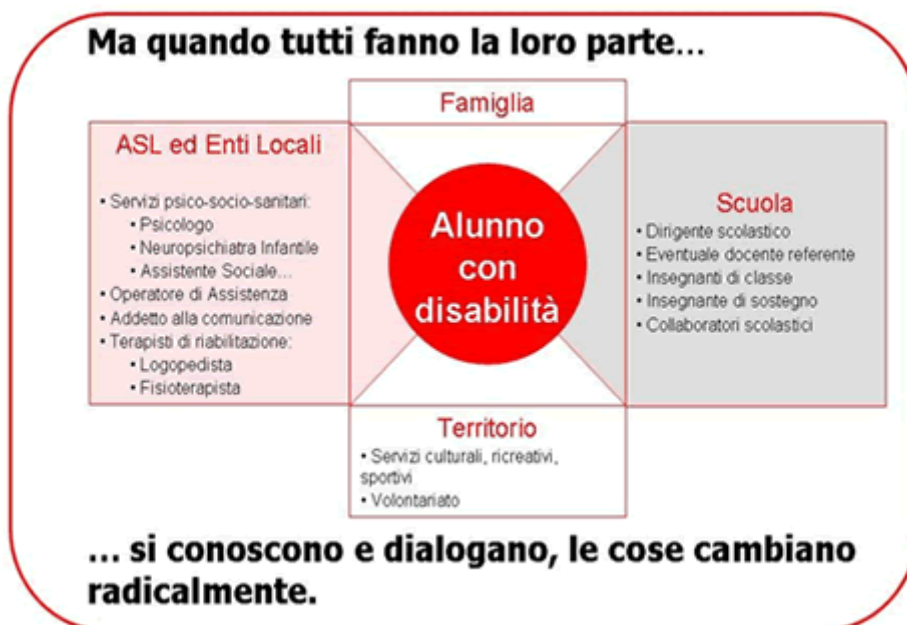 Ma quando tutti fanno la loro parte...
Famiglia
ASL ed Enti Locali
• Servizi psico-socio-sanitari:
• Psicologo
• Neuropsichiatra Infantile
• Assistente Sociale...
• Operatore di Assistenza
• Addetto alla comunicazione
• Terapisti di riabilitazione:
• Logopedista
• Fisioterapista
Alunno
con
disabilità
Scuola
• Dirigente scolastico
• Eventuale docente referente
• Insegnanti di classe
• Insegnante di sostegno
• Collaboratori scolastici
Territorio
• Servizi culturali, ricreativi,
sportivi
• Volontariato
... si conoscono e dialogano, le cose cambiano
radicalmente.